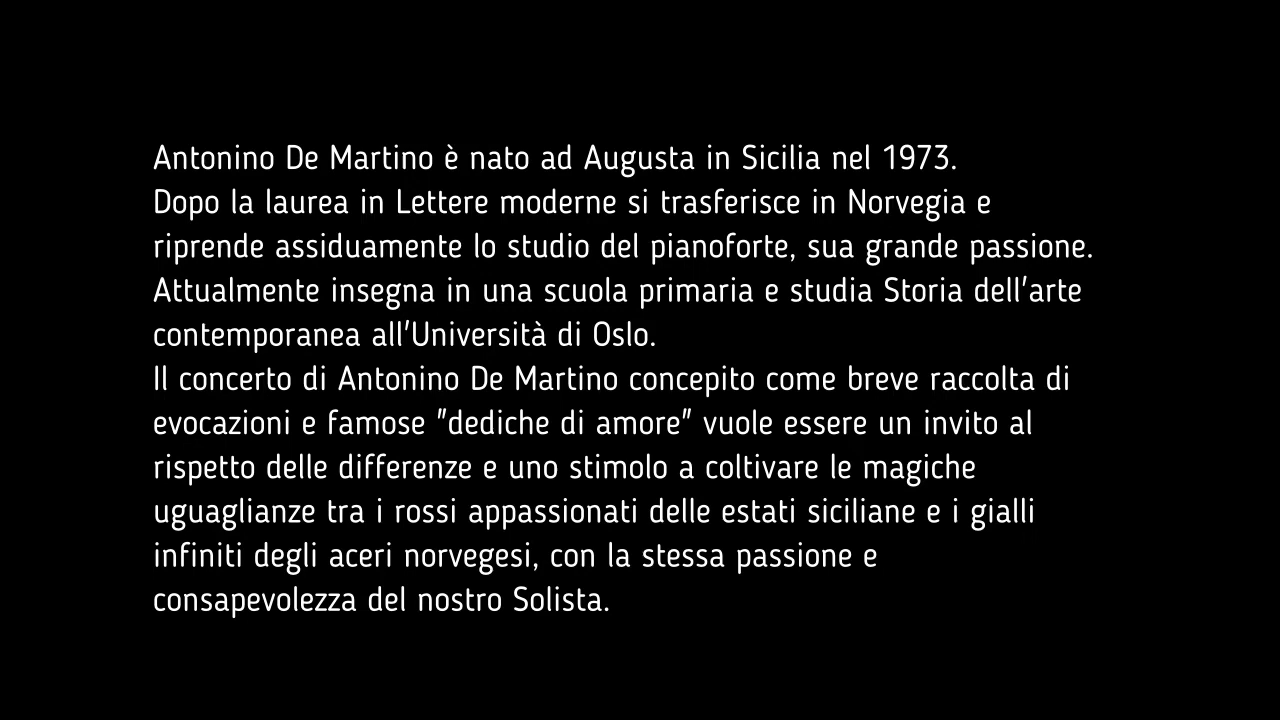 Antonino De Martino è nato ad Augusta in Sicilia nel 1973.
Dopo la laurea in Lettere moderne si trasferisce in Norvegia e
riprende assiduamente lo studio del pianoforte, sua grande passione.
Attualmente insegna in una scuola primaria e studia Storia dell'arte
contemporanea all'Università di Oslo.
Il concerto di Antonino De Martino concepito come breve raccolta di
evocazioni e famose "dediche di amore" vuole essere un invito al
rispetto delle differenze e uno stimolo a coltivare le magiche
uguaglianze tra i rossi appassionati delle estati siciliane e i gialli
infiniti degli aceri norvegesi, con la stessa passione e
consapevolezza del nostro Solista.